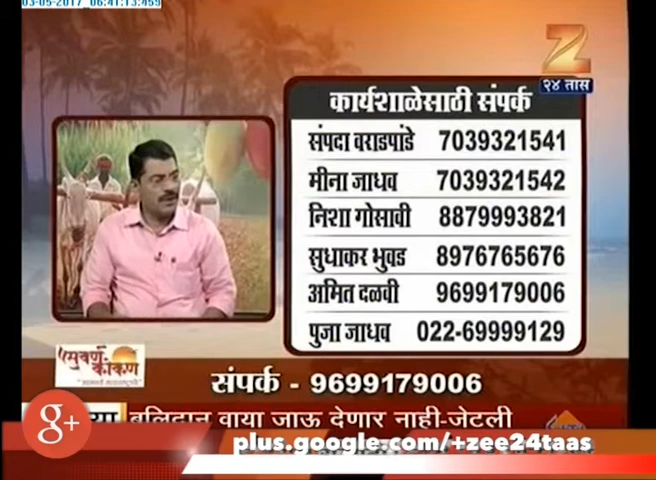 03-05-2017 , 06:41:13:459
२४ तास
कार्यशाळेसाठी संपर्क
संपदा वराडपांडे 7039321541
मीना जाधव 7039321542
निशा गोसावी 8879993821
सुधाकर भुवड 8976765676
अमित दळवी 9699179006
पुजा जाधव 022-69999129
सुवर्ण कोकण
संपर्क - 9699179006
g+
बलिदान वाया जाऊ देणार नाही-जेटली
plus.google.com/+zee24taas